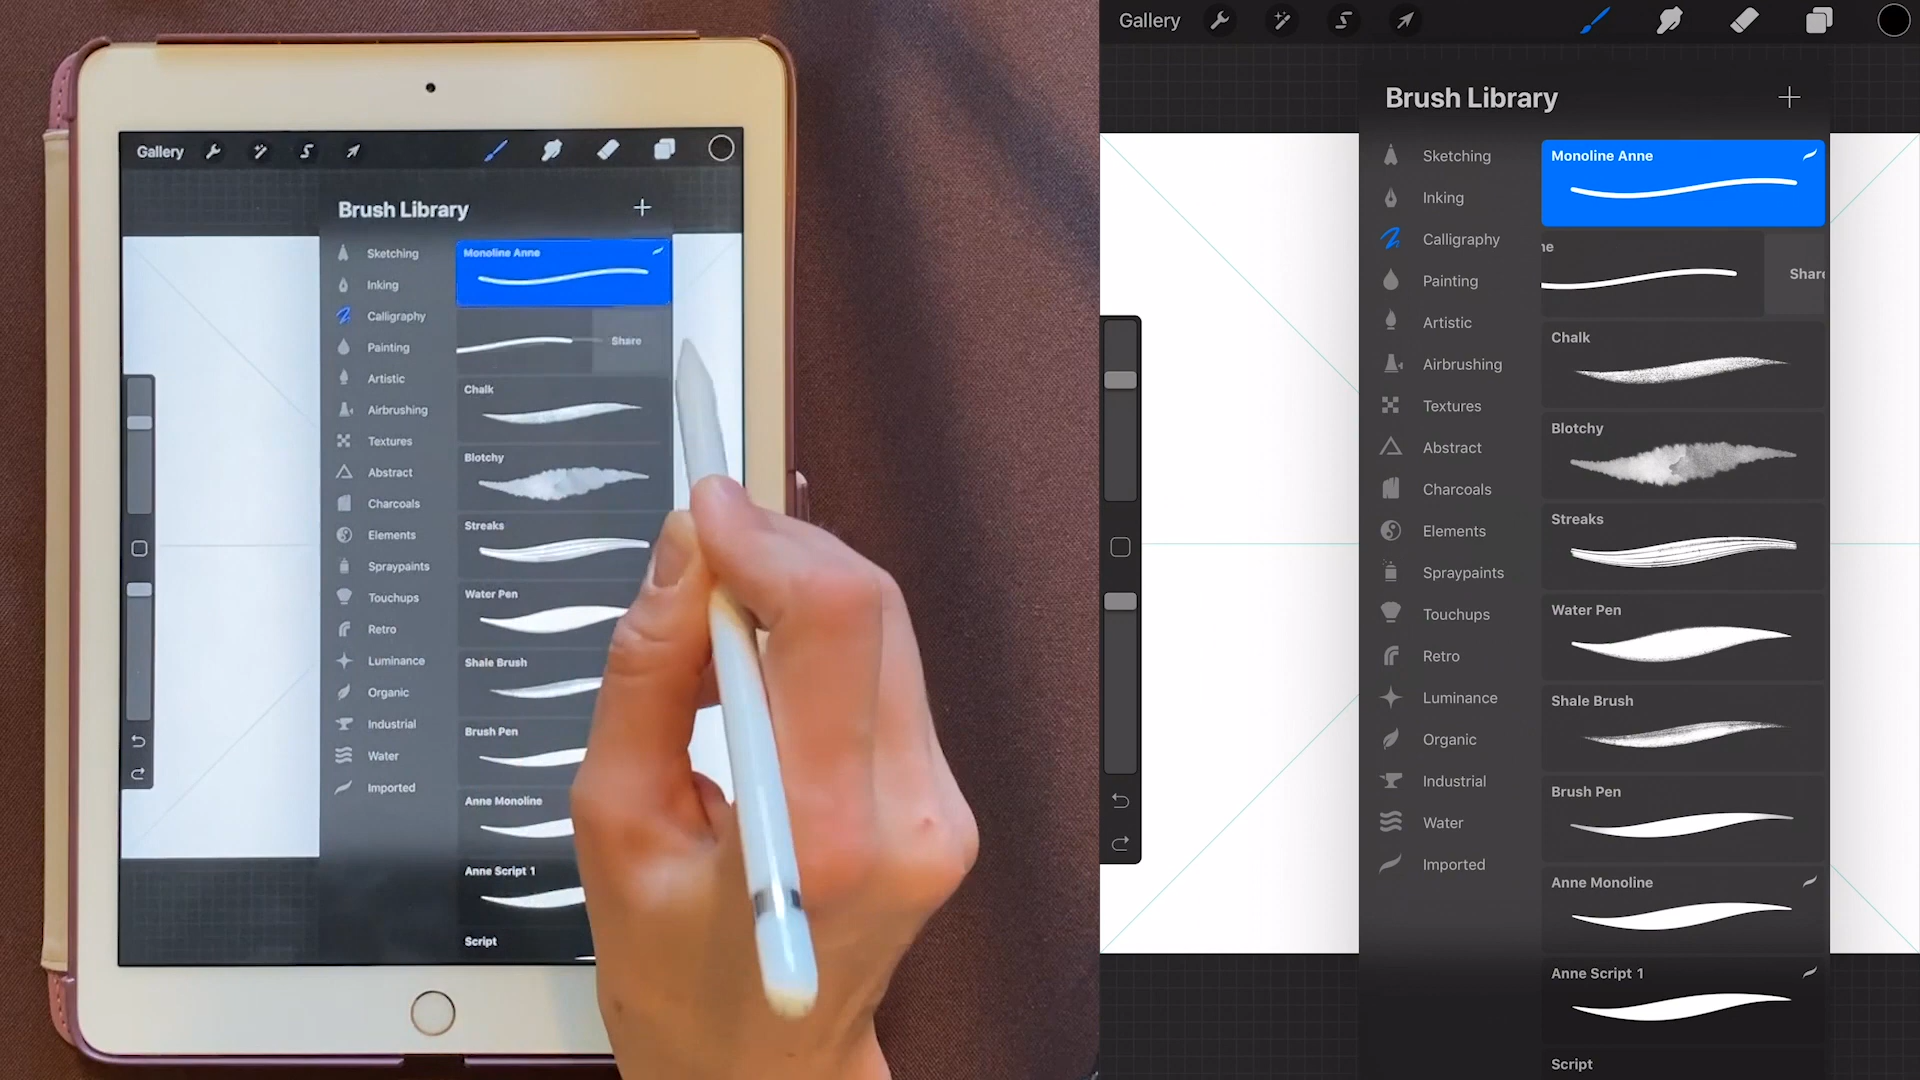 Gallery
Brush Library
Sketching
Inking
Calligraphy
Painting
Artistic
Airbrushing
Textures
Abstract
Charcoals
Elements
Spraypaints
Touchups
Retro
Luminance
Organic
Industrial
Water
Imported
Monoline Anne
Share
Chalk
Blotchy
Streaks
Water Pen
Shale Brush
Brush Pen
Anne Monoline
Anne Script 1
Script
Gallery
Brush Library
Sketching
Inking
Calligraphy
Painting
Artistic
Airbrushing
Textures
Abstract
Charcoals
Elements
Spraypaints
Touchups
Retro
Luminance
Organic
Industrial
Water
Imported
Monoline Anne
ne
Share
Chalk
Blotchy
Streaks
Water Pen
Shale Brush
Brush Pen
Anne Monoline
Anne Script 1
Script